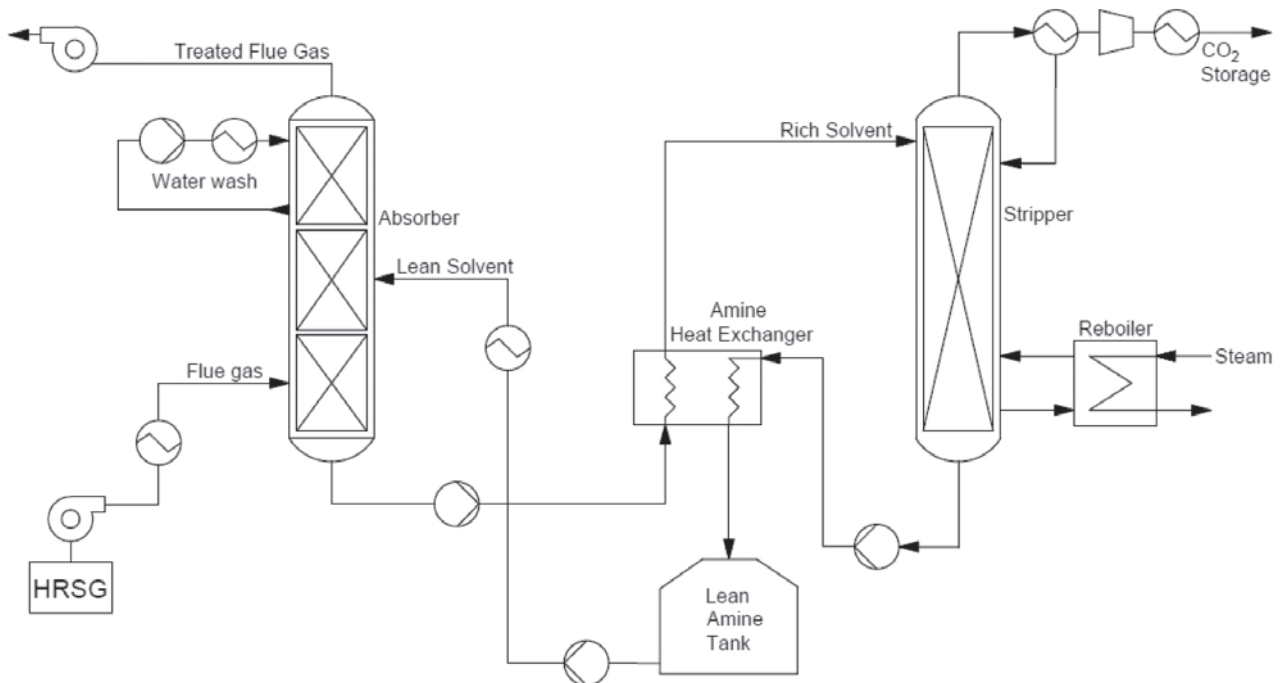 Treated Flue Gas
CO2
Storage
Rich Solvent
Water wash
Absorber
Stripper
Lean Solvent
Amine
Heat Exchanger
Reboiler
Steam
Flue gas
HRSG
Lean
Amine
Tank